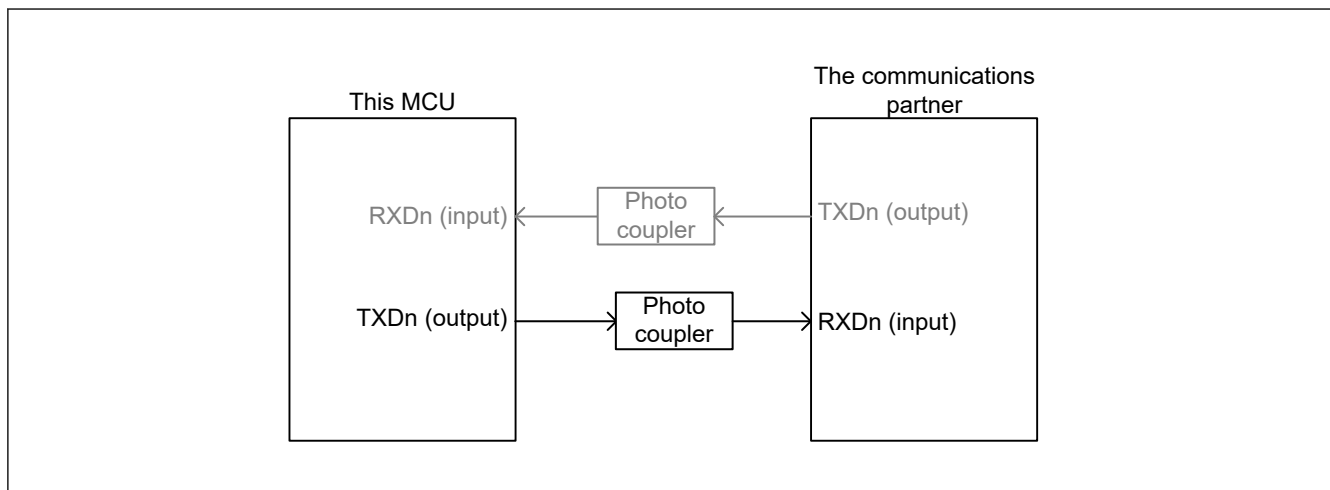 This MCU
The communications
partner
RXDn (input)
Photo
coupler
TXDn (output)
TXDn (output)
Photo
coupler
RXDn (input)